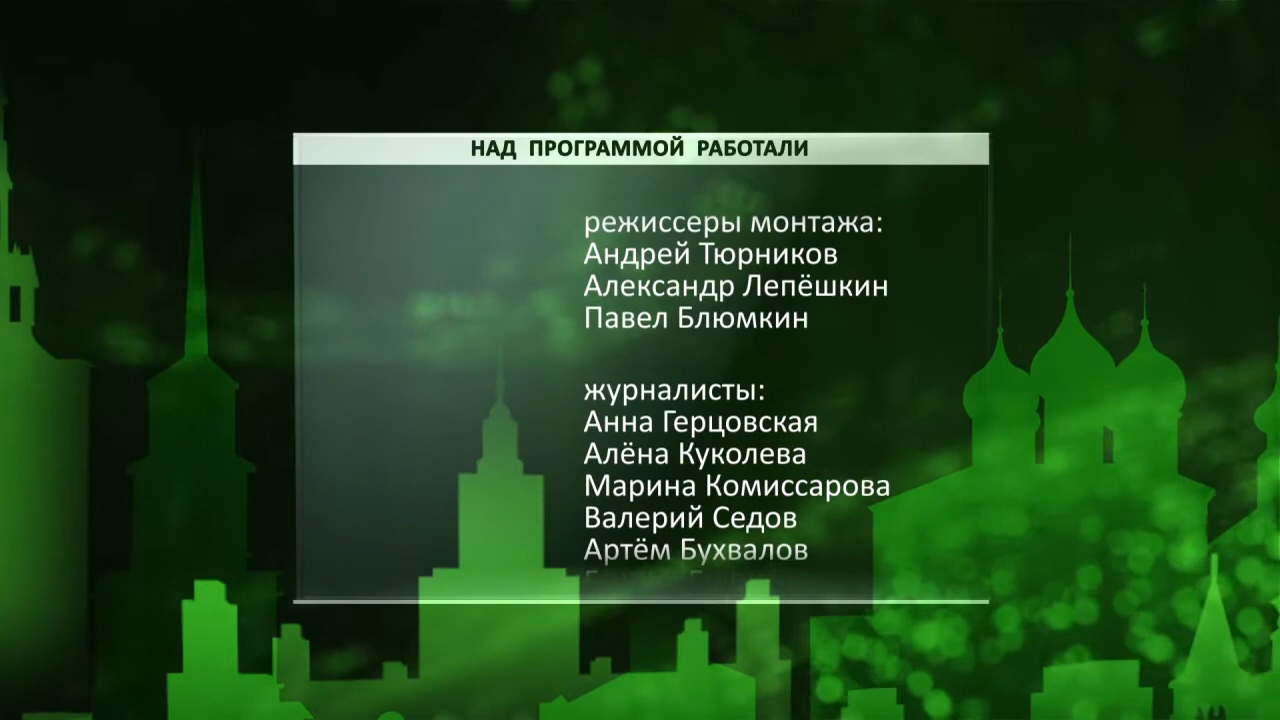 НАД ПРОГРАММОЙ РАБОТАЛИ
режиссеры монтажа:
Андрей Тюрников
Александр Лепёшкин
Павел Блюмкин
журналисты:
Анна Герцовская
Алёна Куколева
Марина Комиссарова
Валерий Седов
Артём Бухвалов